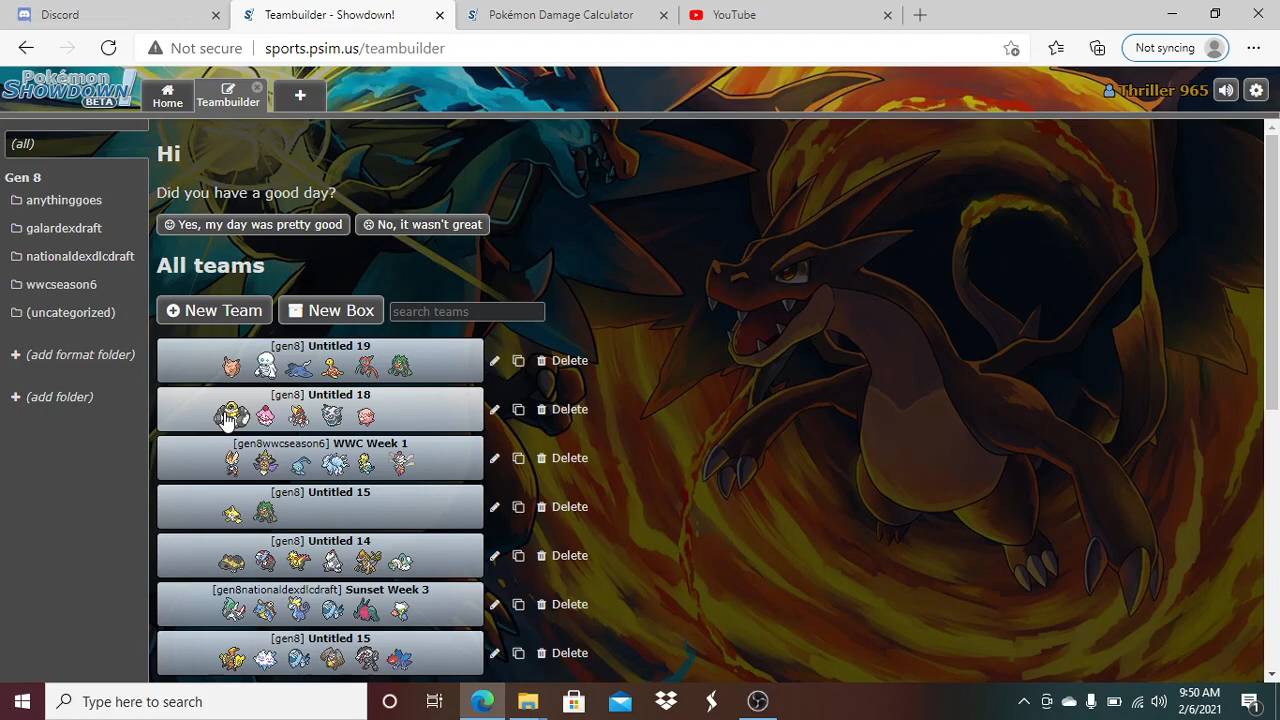 Discord
Teambuilder - Showdown!
Pokémon Damage Calculator
YouTube
Not secure
sports.psim.us/teambuilder
Not syncing
Pokémon
SHOWDOWN!
BETA
Home
Teambuilder
Thriller 965
(all)
Gen 8
anythinggoes
galardexdraft
nationaldexdlcdraft
wwcseason6
(uncategorized)
(add format folder)
(add folder)
Hi
Did you have a good day?
Yes, my day was pretty good
No, it wasn't great
All teams
New Team
New Box
search teams
[gen8] Untitled 19
Delete
[gen8] Untitled 18
Delete
[gen8wwcseason6] WWC Week 1
Delete
[gen8] Untitled 15
Delete
[gen8] Untitled 14
Delete
[gen8nationaldexdlcdraft] Sunset Week 3
Delete
[gen8] Untitled 15
Delete
Type here to search
9:50 AM
2/6/2021
1